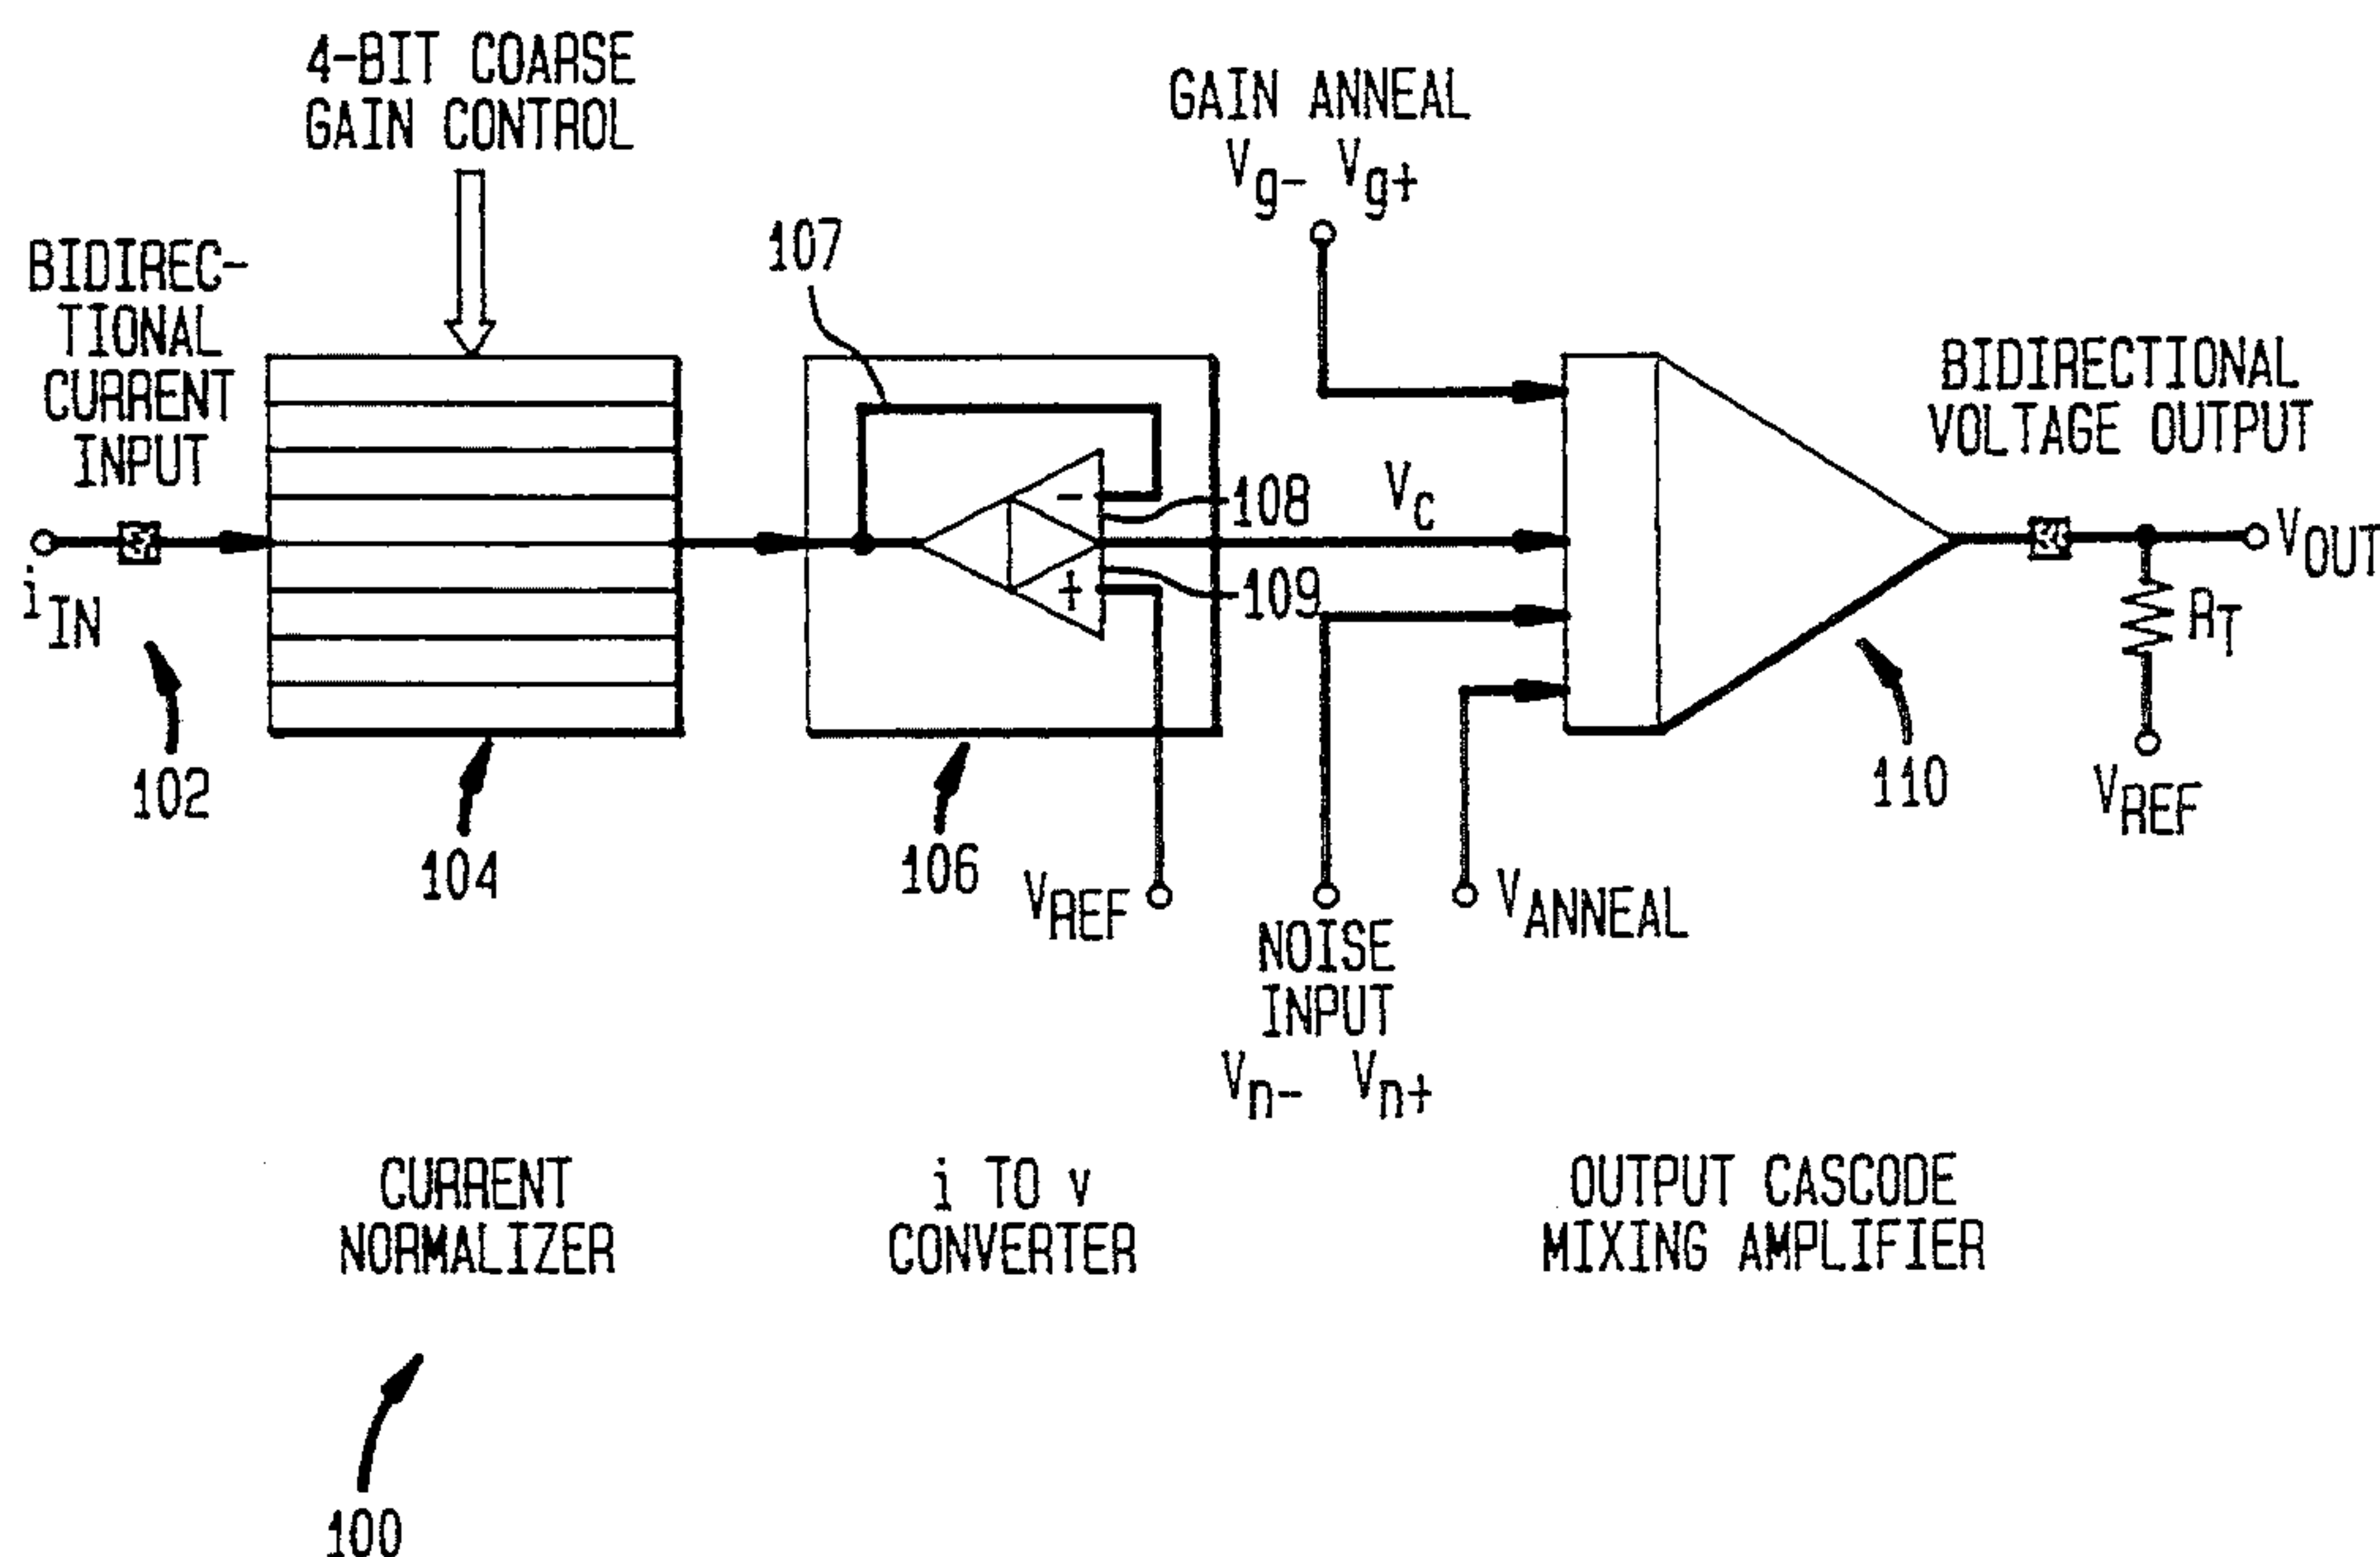 4-BIT COARSE
GAIN CONTROL
BIDIREC-
TIONAL
CURRENT
INPUT
iIN
102
104
107
-
+
108
109
106
VREF
GAIN ANNEAL
Vg- Vg+
VC
NOISE
INPUT
Vn- Vn+
VANNEAL
110
BIDIRECTIONAL
VOLTAGE OUTPUT
VOUT
RT
VREF
CURRENT
NORMALIZER
i TO v
CONVERTER
OUTPUT CASCODE
MIXING AMPLIFIER
100